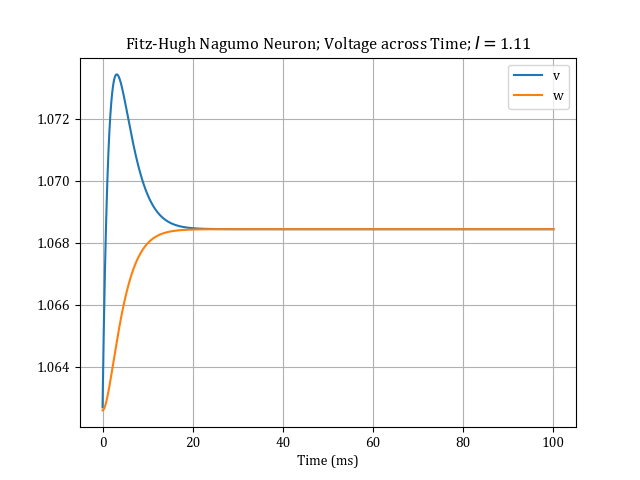 Fitz-Hugh Nagumo Neuron; Voltage across Time; I = 1.11
v
w
1.072
1.070
1.068
1.066
1.064
0 20 40 60 80 100
Time (ms)